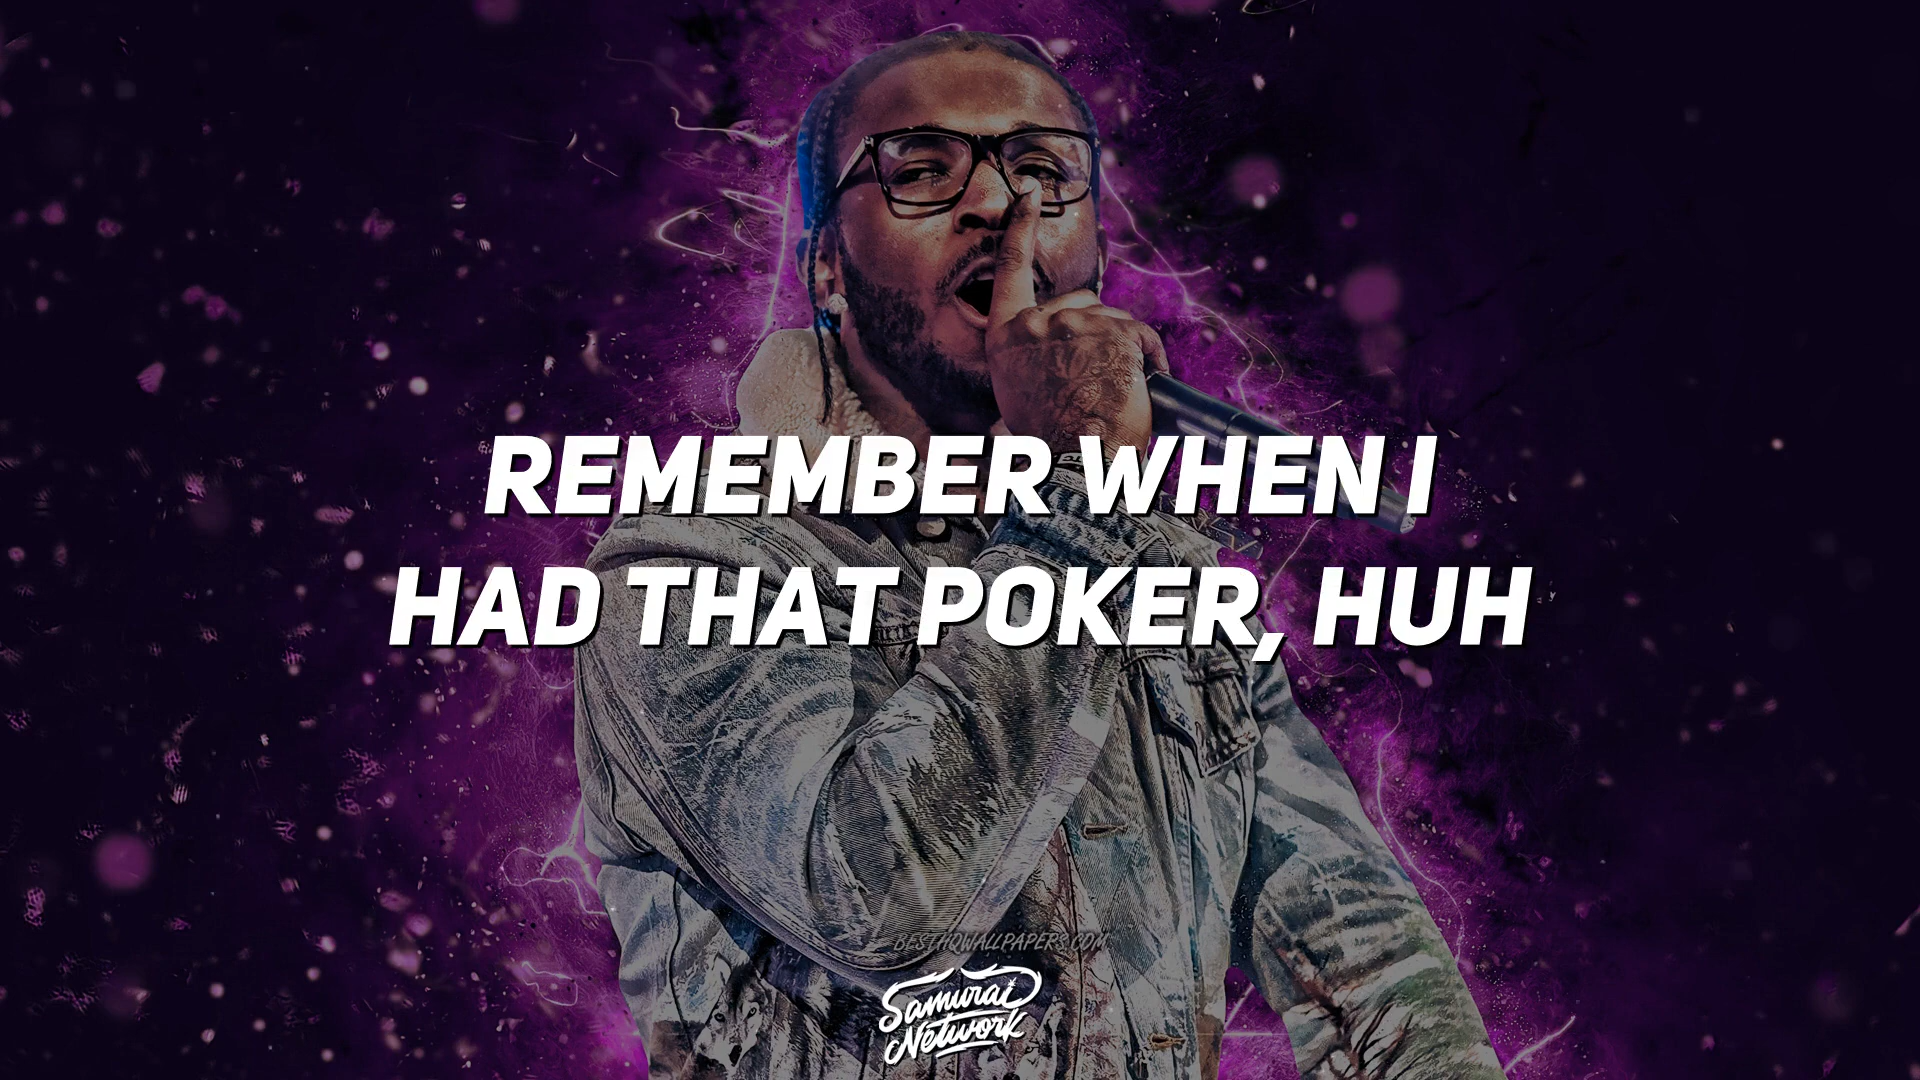 REMEMBER WHEN I
HAD THAT POKER, HUH
BESTHQWALLPAPERS.COM
Samurai
Network